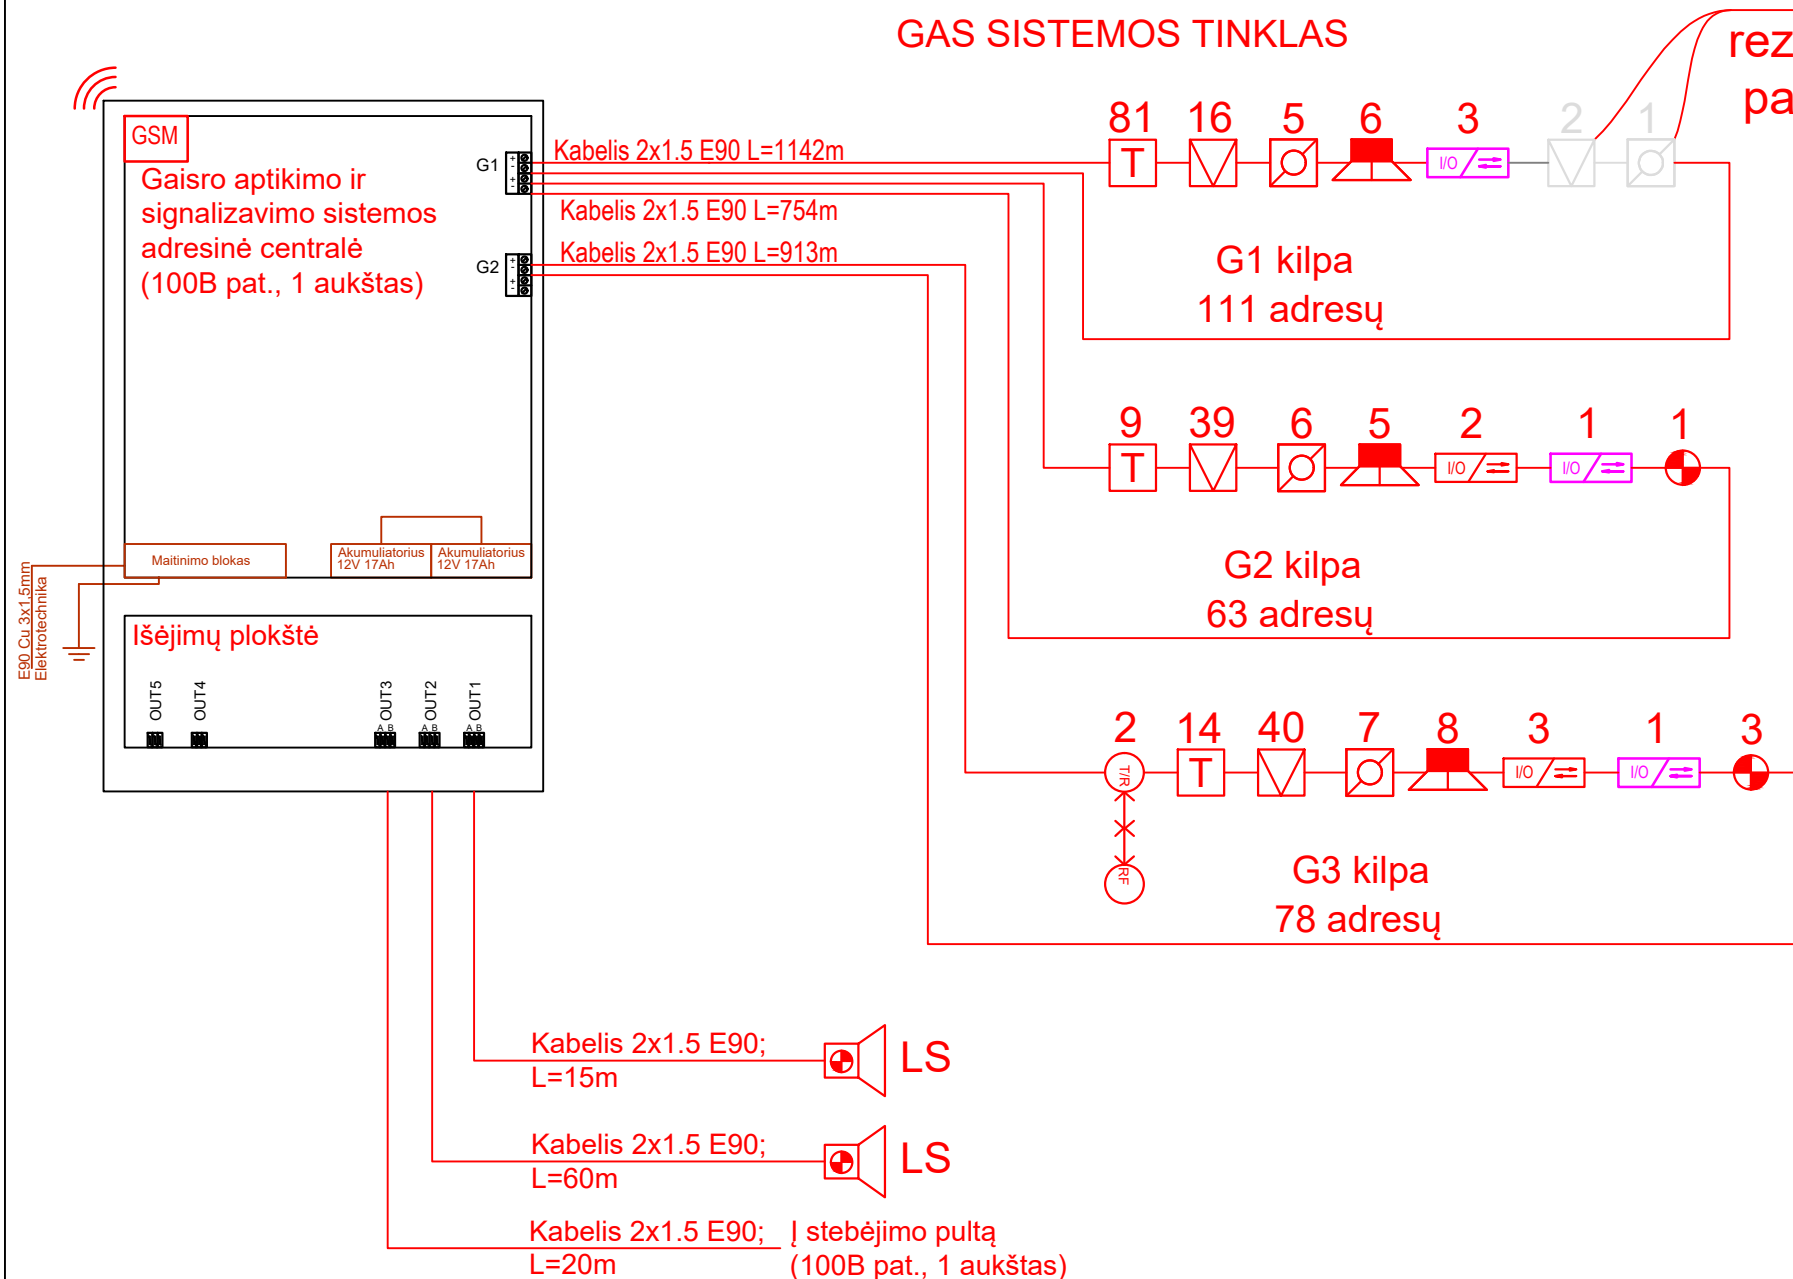 GAS SISTEMOS TINKLAS
rez
pa
GSM
Gaisro aptikimo ir
signalizavimo sistemos
adresinė centralė
(100B pat., 1 aukštas)
G1
+
-
+
-
G2
+
-
+
-
Kabelis 2x1.5 E90 L=1142m
Kabelis 2x1.5 E90 L=754m
Kabelis 2x1.5 E90 L=913m
81 16 5 6 3 2 1
T I/O
G1 kilpa
111 adresų
9 39 6 5 2 1 1
T I/O I/O
G2 kilpa
63 adresų
2 14 40 7 8 3 1 3
T/R T I/O I/O
RF
G3 kilpa
78 adresų
Maitinimo blokas
Akumuliatorius
12V 17Ah
Akumuliatorius
12V 17Ah
E90 Cu 3x1,5mm
Elektrotechnika
Išėjimų plokštė
OUT5 OUT4 OUT3 OUT2 OUT1
A B A B A B
Kabelis 2x1.5 E90;
L=15m
LS
Kabelis 2x1.5 E90;
L=60m
LS
Kabelis 2x1.5 E90;
L=20m
Į stebėjimo pultą
(100B pat., 1 aukštas)